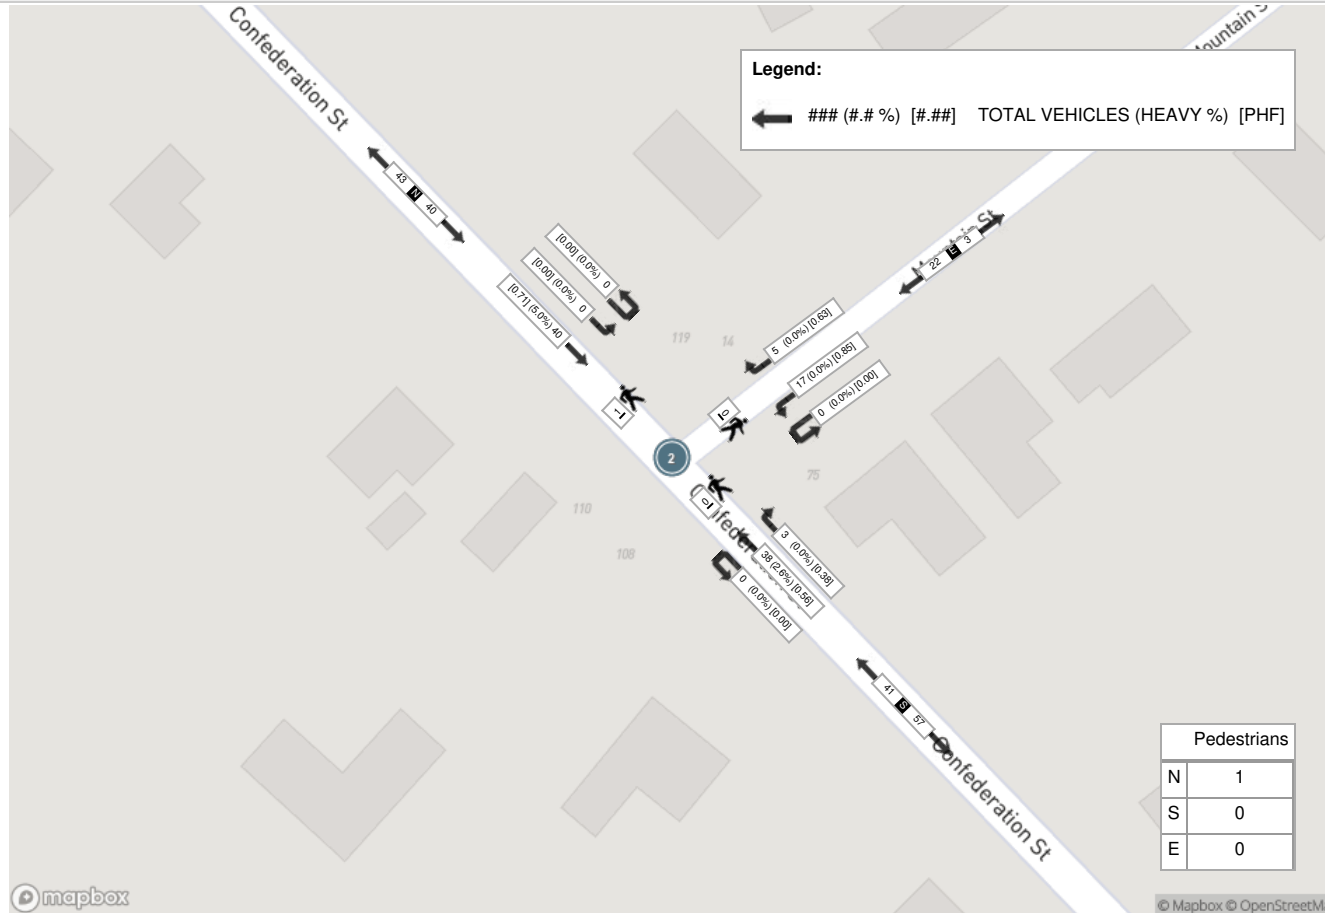 Confederation St
Mountain S
Legend:
### (#.# %) [#.##] TOTAL VEHICLES (HEAVY %) [PHF]
43 N 40
St
22 E 3
[0.00] (0.0%) 0
[0.00] (0.0%) 0
[0.71] (5.0%) 40
119
14
5 (0.0%) [0.63]
17 (0.0%) [0.85]
0 (0.0%) [0.00]
1
0
2
75
0
110
108
Confeder
3 (0.0%) [0.38]
38 (2.6%) [0.56]
0 (0.0%) [0.00]
41 S 57
Confederation St
Pedestrians
N 1
S 0
E 0
mapbox
© Mapbox © OpenStreetM